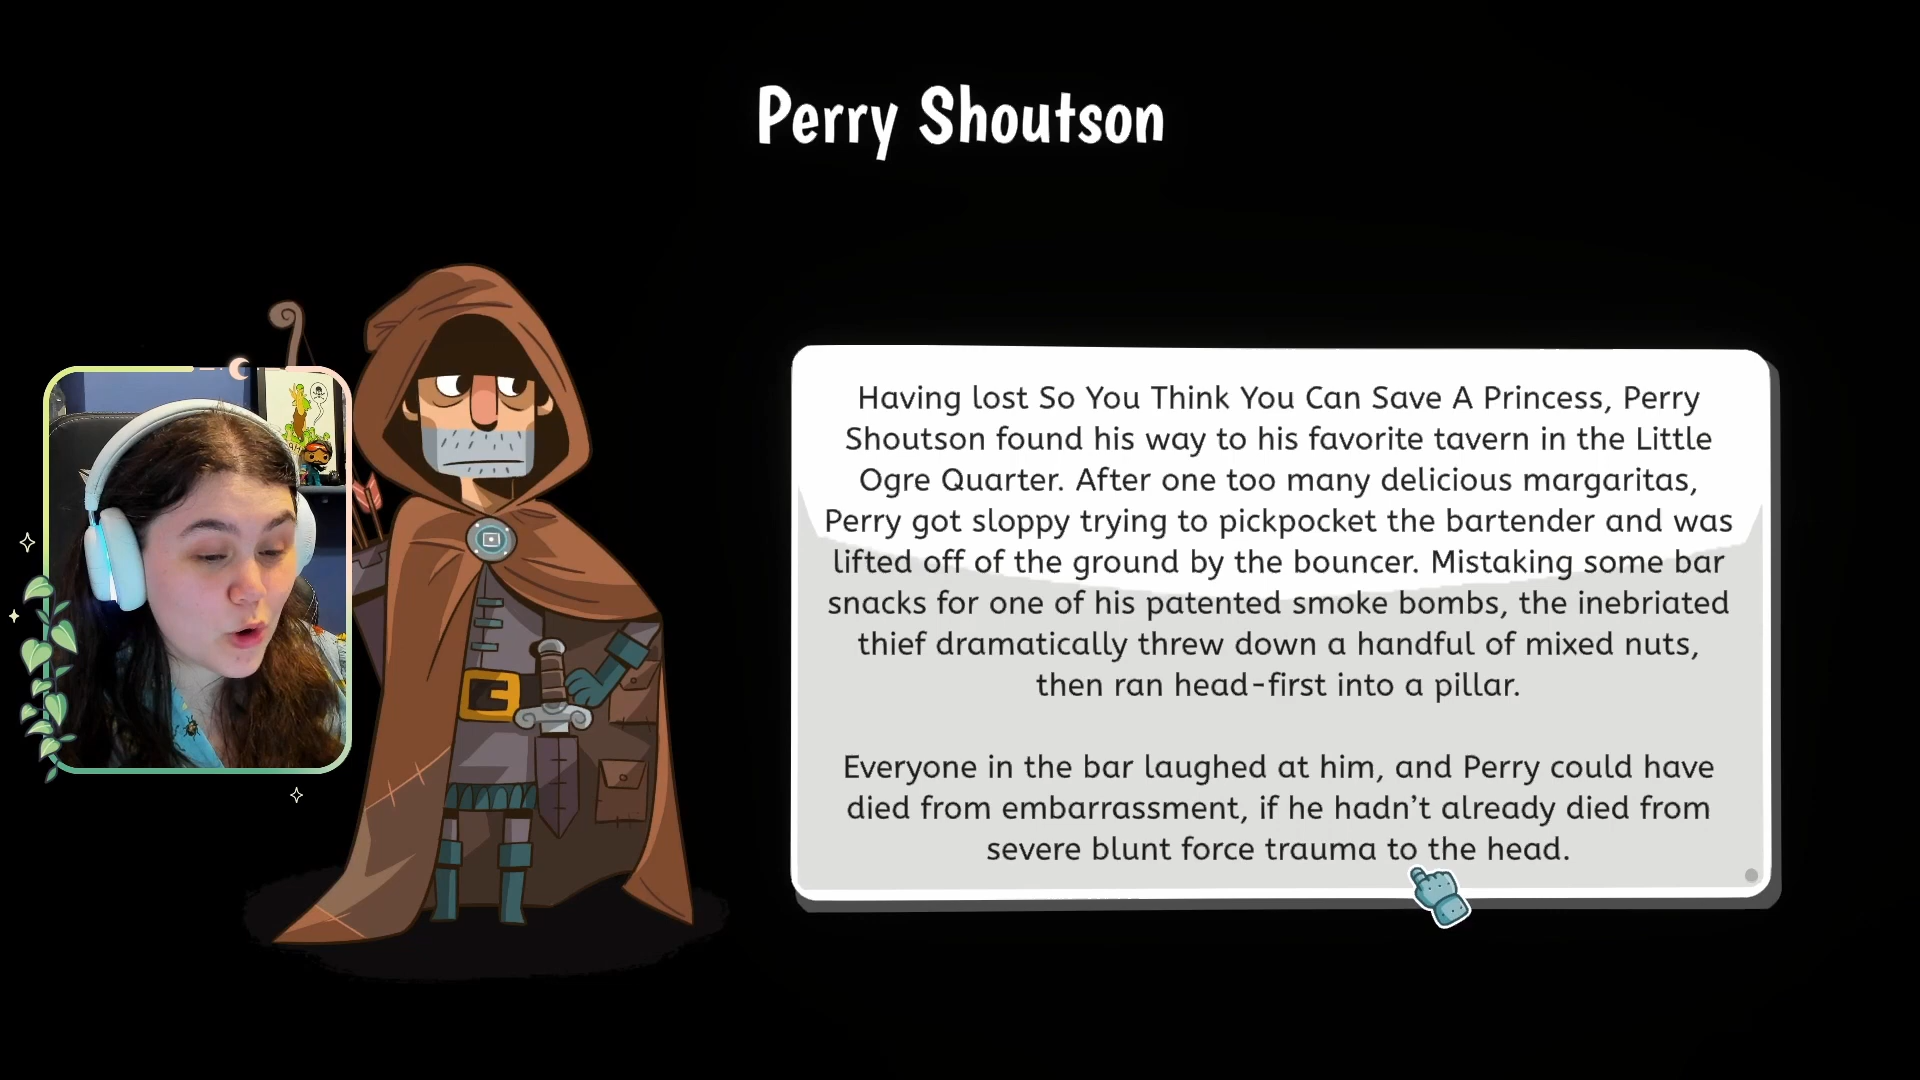 Perry Shoutson
Having lost So You Think You Can Save A Princess, Perry
Shoutson found his way to his favorite tavern in the Little
Ogre Quarter. After one too many delicious margaritas,
Perry got sloppy trying to pickpocket the bartender and was
lifted off of the ground by the bouncer. Mistaking some bar
snacks for one of his patented smoke bombs, the inebriated
thief dramatically threw down a handful of mixed nuts,
then ran head-first into a pillar.
Everyone in the bar laughed at him, and Perry could have
died from embarrassment, if he hadn’t already died from
severe blunt force trauma to the head.